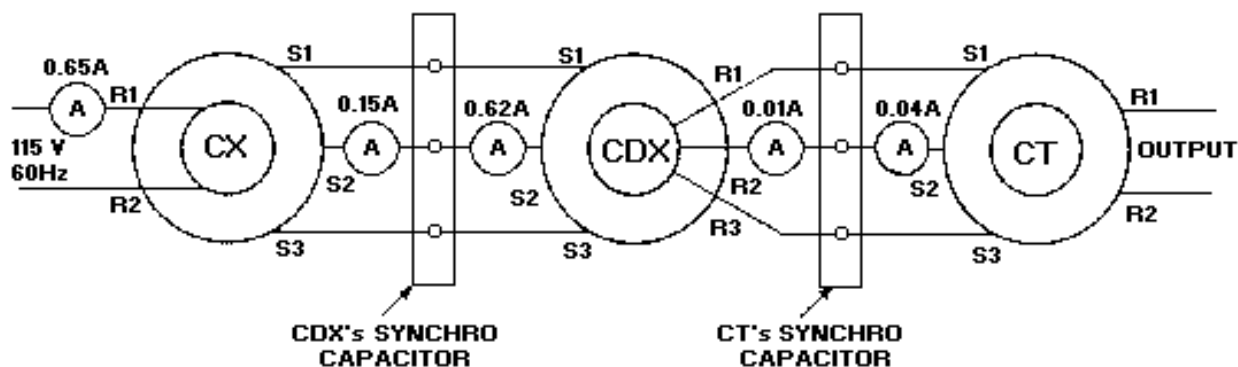 0.65A
A
R1
115 V
60Hz
R2
CX
S1
S2
S3
0.15A
A
0.62A
A
S1
S2
S3
CDX
R1
R2
R3
0.01A
A
0.04A
A
S1
S2
S3
CT
R1
OUTPUT
R2
CDX's SYNCHRO
CAPACITOR
CT's SYNCHRO
CAPACITOR